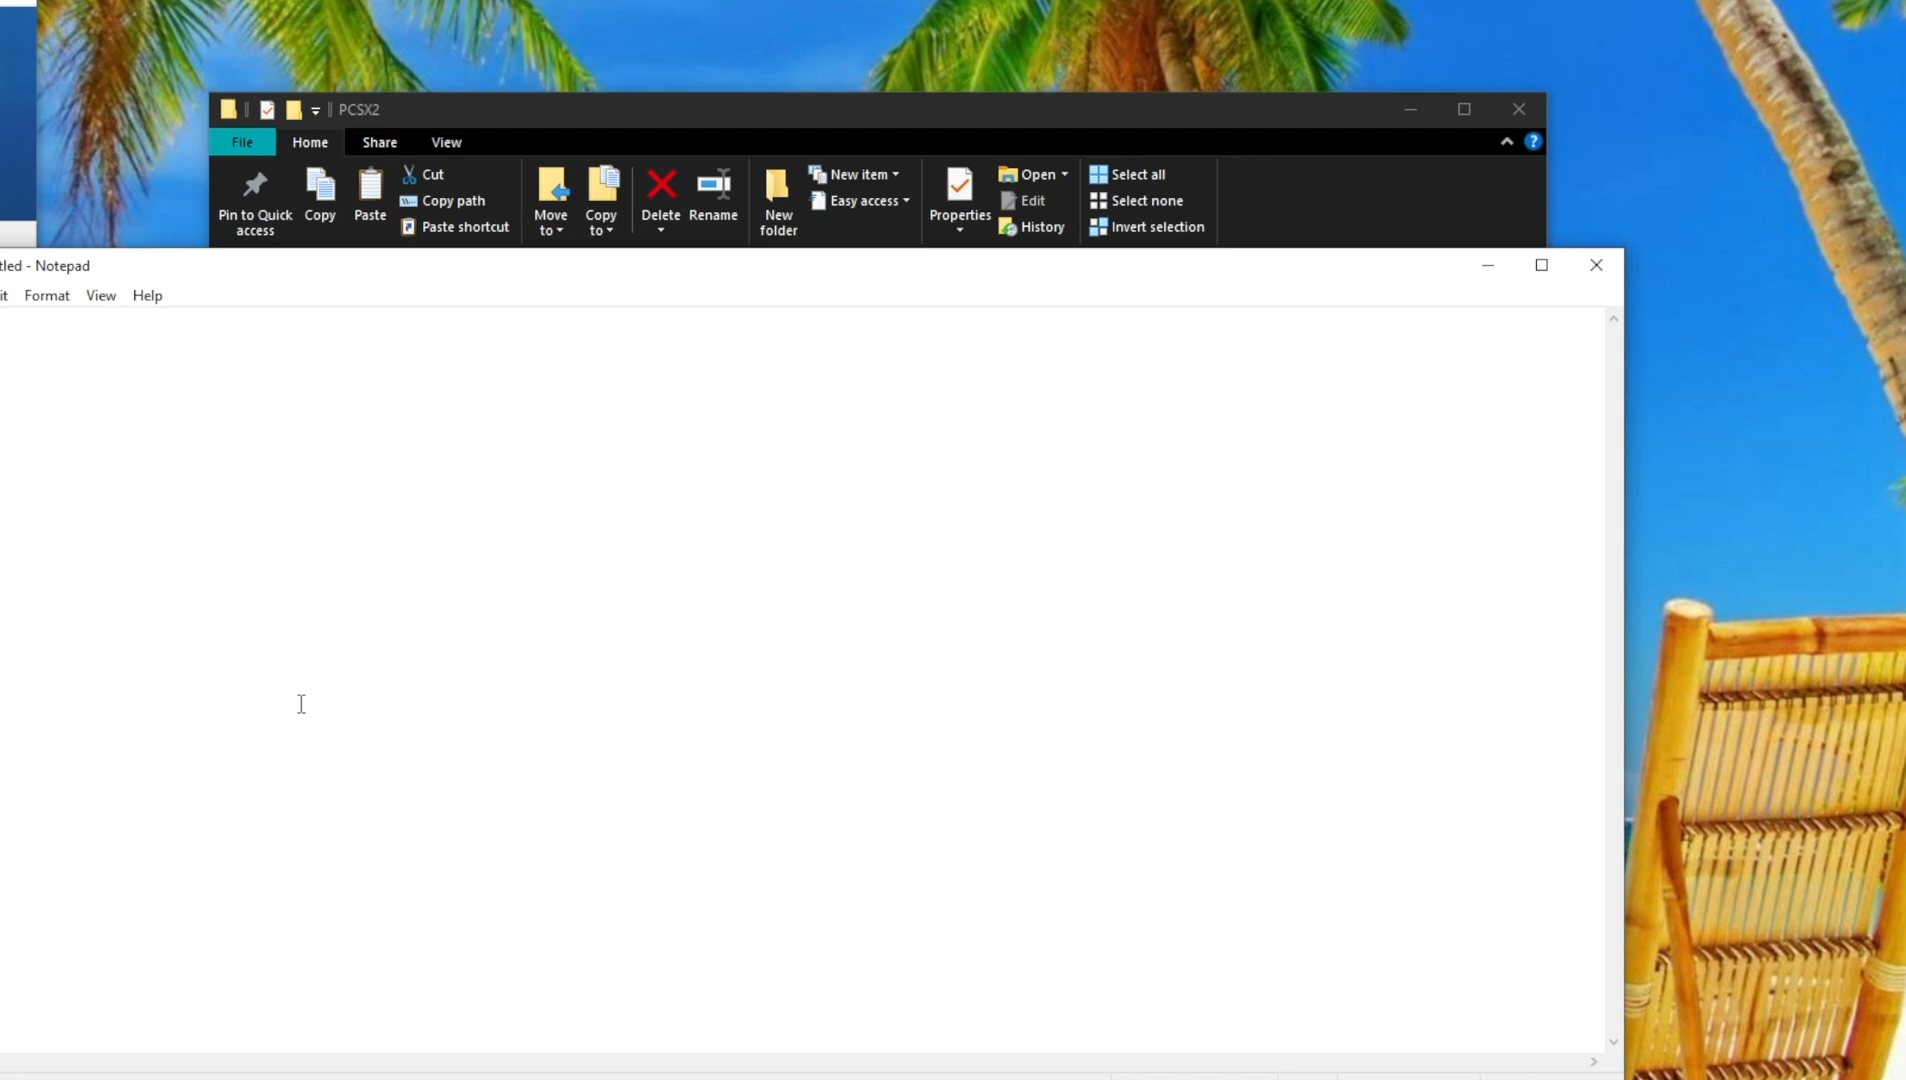 PCSX2
File Home Share View
Pin to Quick access
Copy
Paste
Cut
Copy path
Paste shortcut
Move to
Copy to
Delete
Rename
New folder
New item
Easy access
Properties
Open
Edit
History
Select all
Select none
Invert selection
tled - Notepad
it Format View Help